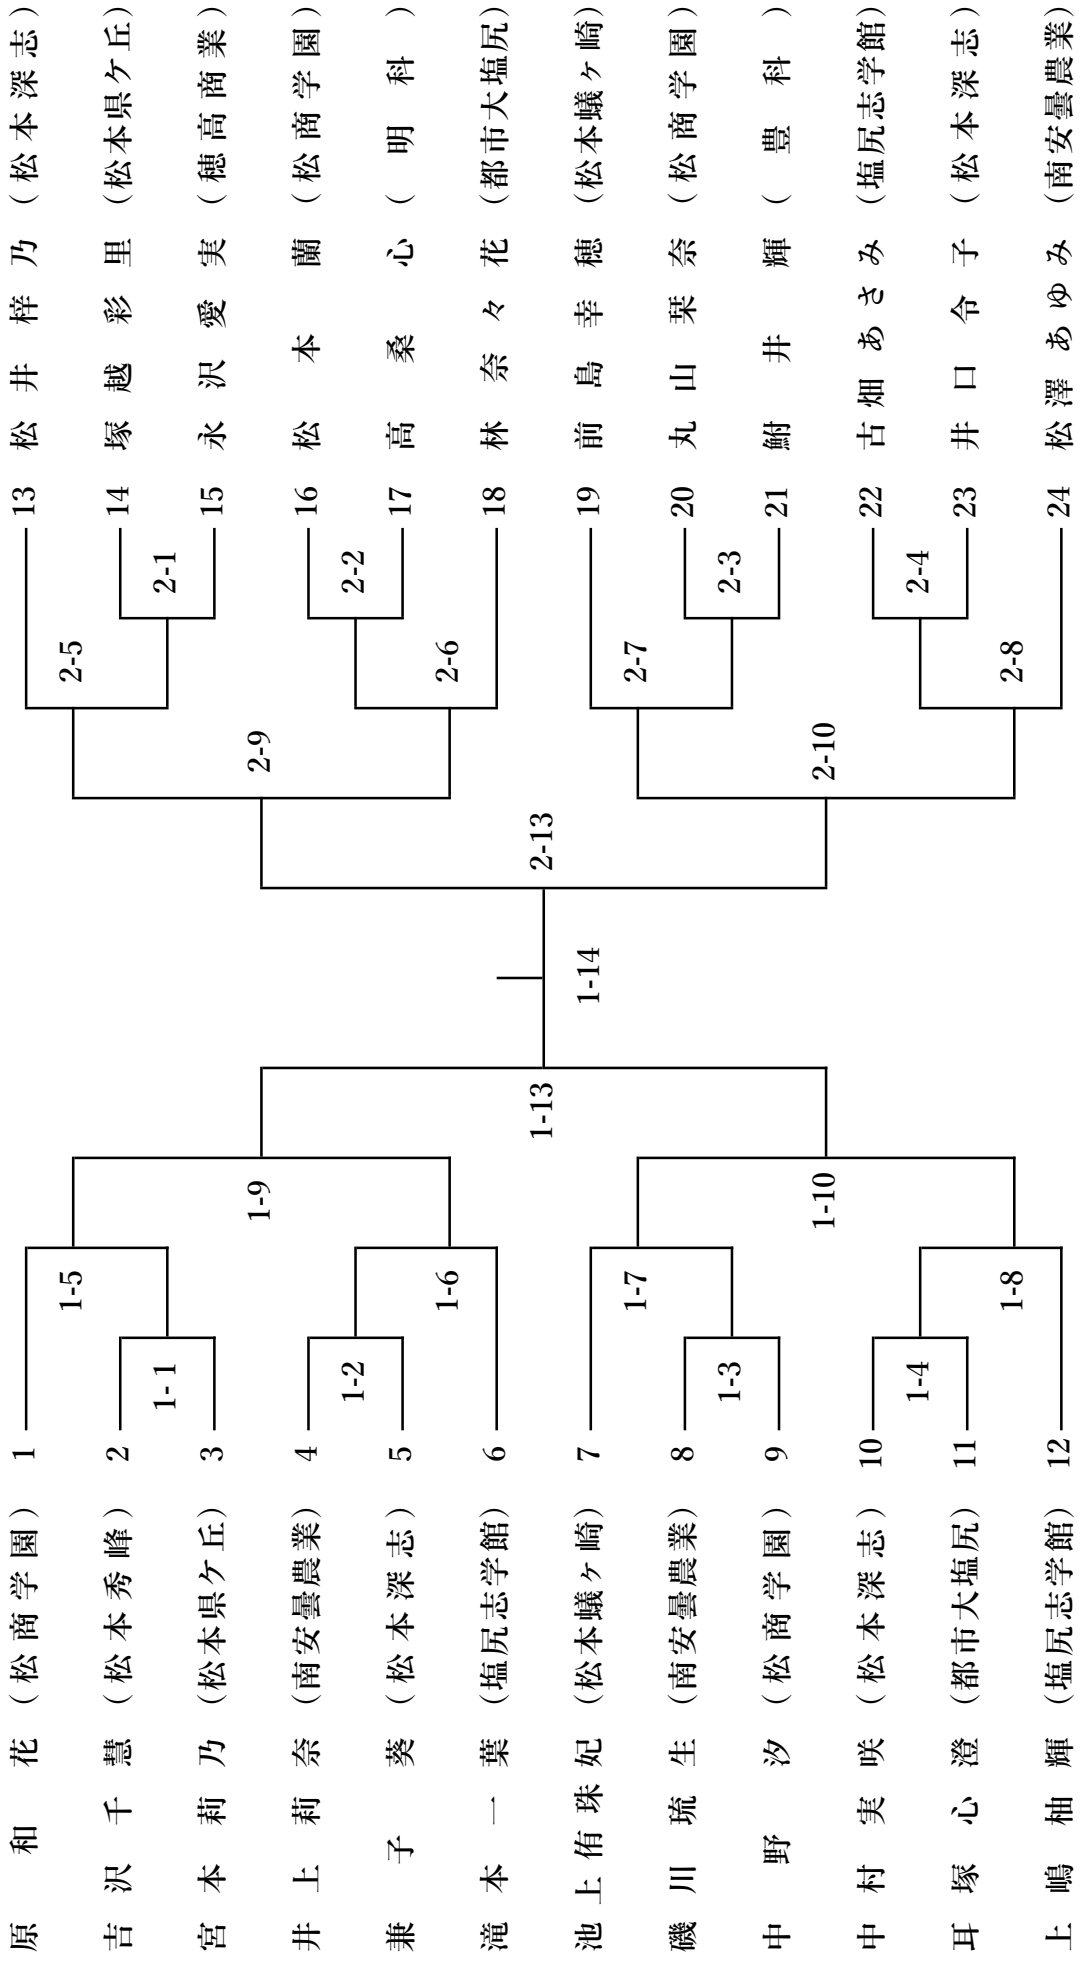 原 和 花 (松商学園) 1
吉沢 千慧 (松本秀峰) 2
宮本 莉乃 (松本県ケ丘) 3
井上 莉奈 (南安曇農業) 4
兼子 葵 (松本深志) 5
滝本 一葉 (塩尻志学館) 6
池上 侑珠妃 (松本蟻ヶ崎) 7
磯川 琉生 (南安曇農業) 8
中野 汐 (松商学園) 9
中村 実咲 (松本深志) 10
耳塚 心澄 (都市大塩尻) 11
上嶋 柚輝 (塩尻志学館) 12
1-1
1-2
1-3
1-4
1-5
1-6
1-7
1-8
1-9
1-10
1-13
1-14
2-13
2-9
2-10
2-5
2-6
2-7
2-8
2-1
2-2
2-3
2-4
13 松井 梓乃 (松本深志)
14 塚越 彩里 (松本県ケ丘)
15 永沢 愛実 (穂高商業)
16 松本 蘭 (松商学園)
17 高桑 心 (明科)
18 林 奈々花 (都市大塩尻)
19 前島 幸穂 (松本蟻ヶ崎)
20 丸山 栞奈 (松商学園)
21 鮒井 輝 (豊科)
22 古畑 あさみ (塩尻志学館)
23 井口 令子 (松本深志)
24 松澤 あゆみ (南安曇農業)